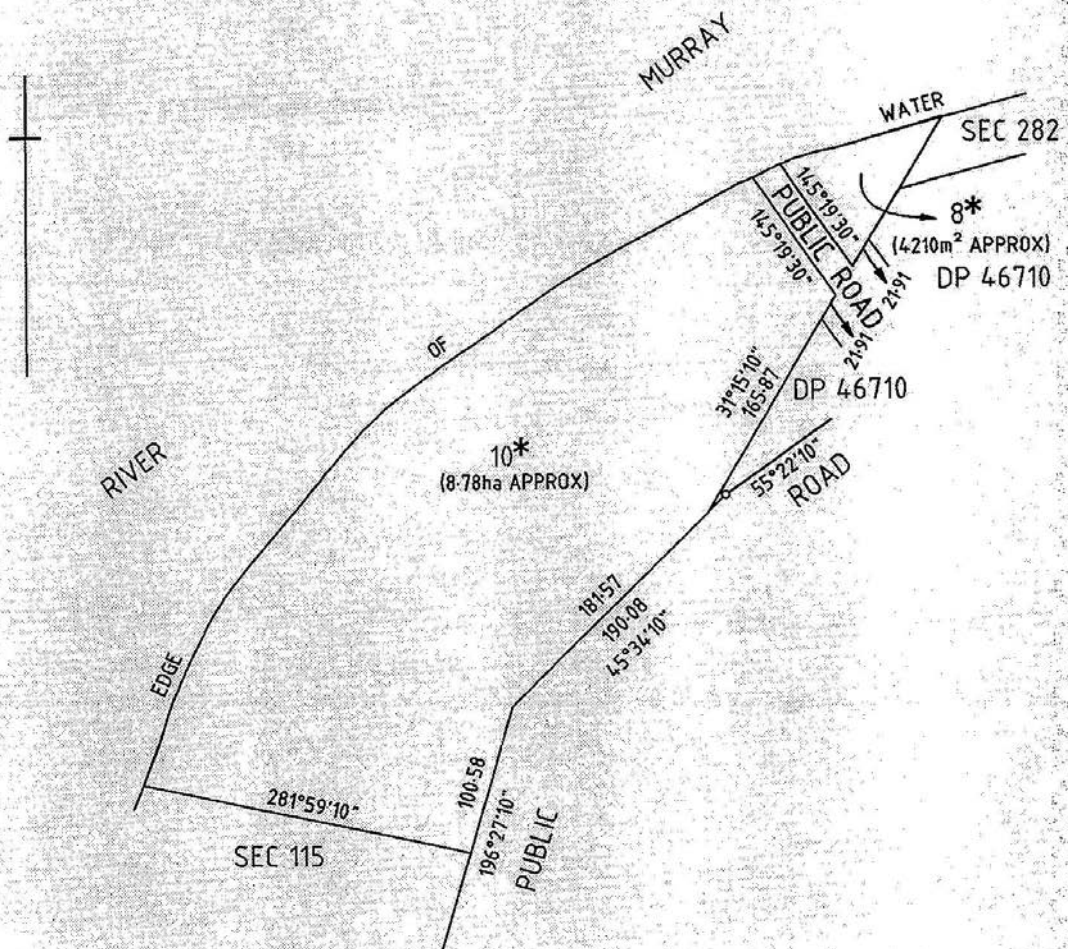 MURRAY
WATER
SEC 282
145°19'30"
PUBLIC ROAD
145°19'30"
8*
(4210m² APPROX)
DP 46710
21·91
21·91
OF
31°15'10"
165·87
DP 46710
10*
(8·78ha APPROX)
RIVER
55°22'10"
ROAD
181·57
190·08
45°34'10"
EDGE
100·58
196°27'10"
PUBLIC
281°59'10"
SEC 115